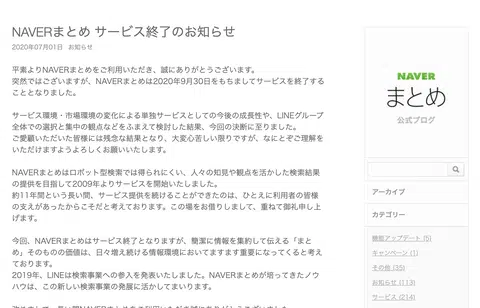 NAVERまとめ サービス終了のお知らせ
2020年07月01日 お知らせ
平素よりNAVERまとめをご利用いただき、誠にありがとうございます。
突然ではございますが、NAVERまとめは2020年9月30日をもちましてサービスを終了する
こととなりました。
サービス環境・市場環境の変化による単独サービスとしての今後の成長性や、LINEグループ
全体での選択と集中の観点などをふまえて検討した結果、今回の決断に至りました。
ご愛顧いただいた皆様には残念な結果となり、大変心苦しい限りですが、なにとぞご理解を
いただけますようよろしくお願いいたします。
NAVERまとめはロボット型検索では得られにくい、人々の知見や観点を活かした検索結果
の提供を目指して2009年よりサービスを開始いたしました。
約11年間という長い間、サービス提供を続けることができたのは、ひとえに利用者の皆様
の支えがあったからこそだと考えております。この場をお借りしまして、重ねて御礼申し上
げます。
今回、NAVERまとめはサービス終了となりますが、簡潔に情報を集約して伝える「まと
め」そのものの価値は、日々増え続ける情報環境においてますます重要になってくると考え
ております。
2019年、LINEは検索事業への参入を発表いたしました。NAVERまとめが培ってきたノウ
ハウは、この新しい検索事業の発展に活かしてまいります。
NAVER
まとめ
公式ブログ
アーカイブ
カテゴリー
機能アップデート (5)
キャンペーン (1)
その他 (35)
お知らせ (113)
サービス (214)